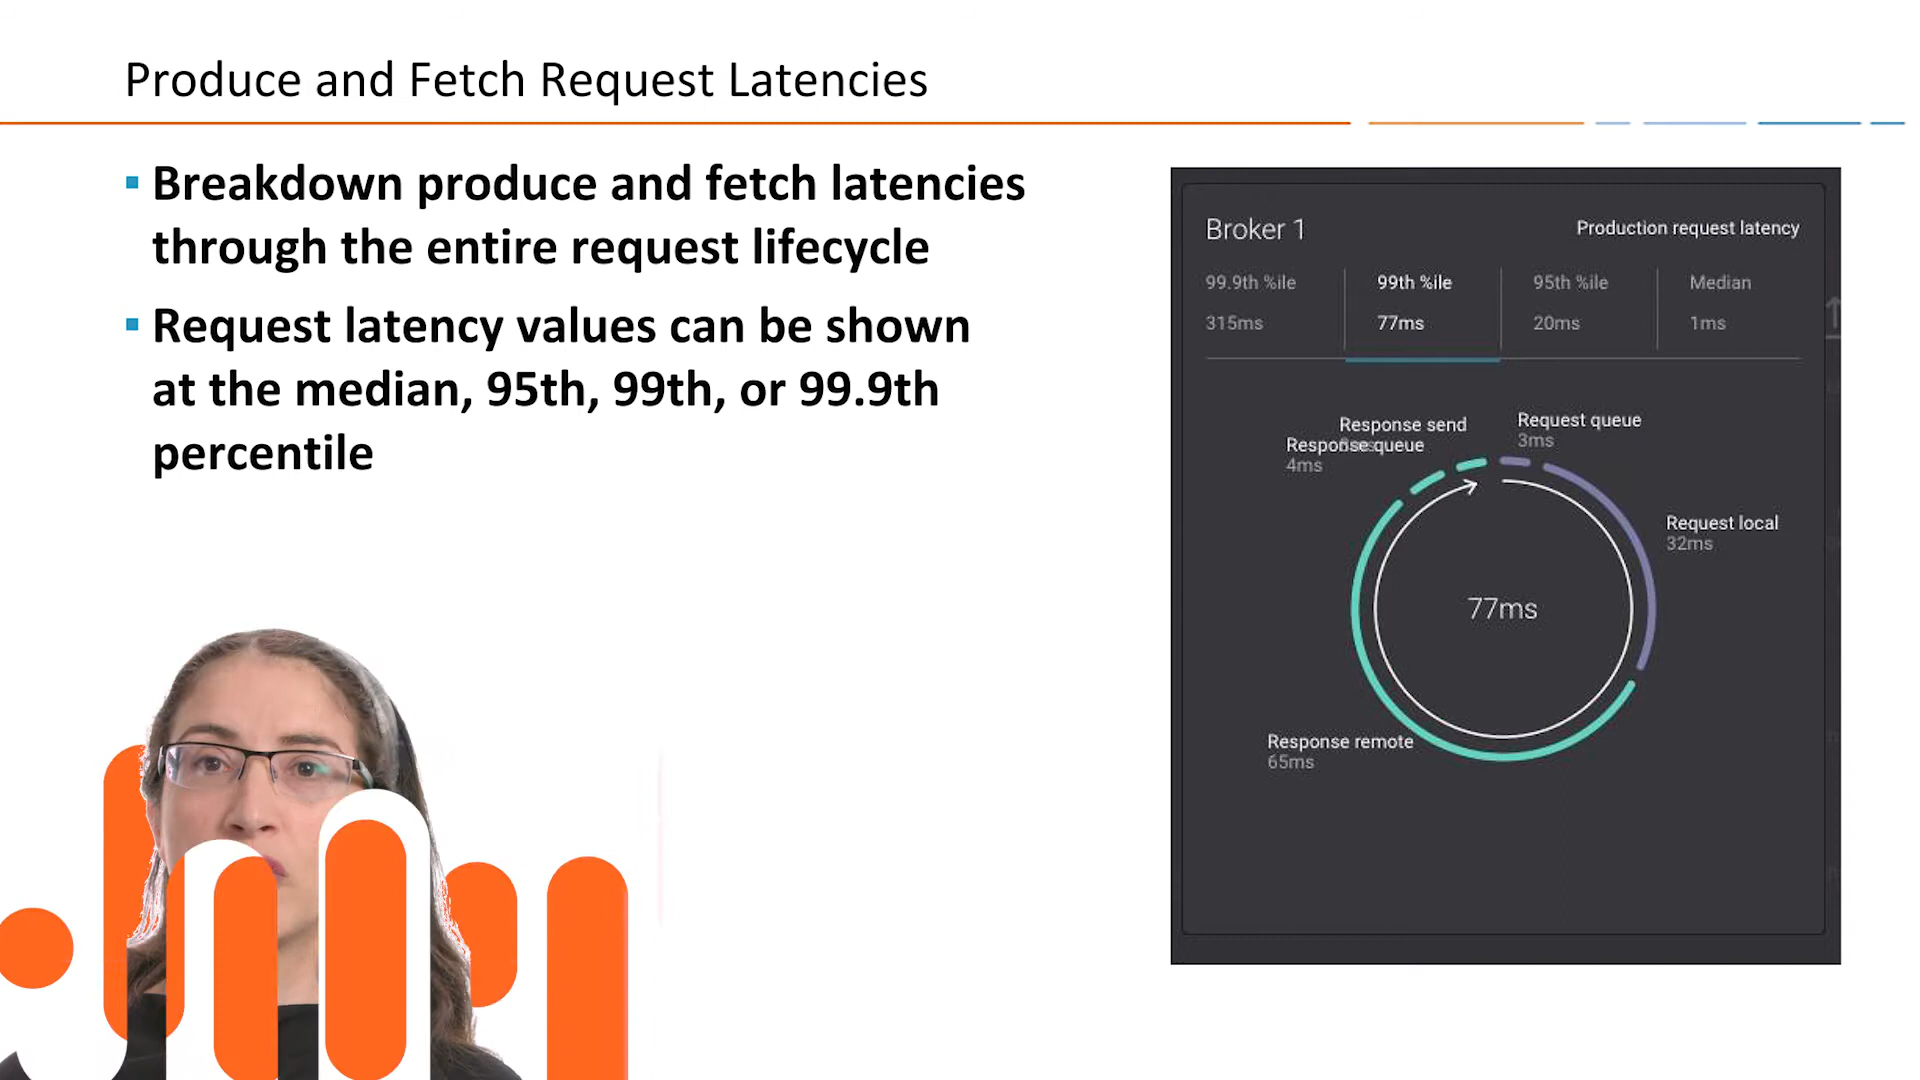 Produce and Fetch Request Latencies
▪ Breakdown produce and fetch latencies
through the entire request lifecycle
▪ Request latency values can be shown
at the median, 95th, 99th, or 99.9th
percentile
Broker 1
Production request latency
99.9th %ile
99th %ile
95th %ile
Median
315ms
77ms
20ms
1ms
Response send
Response queue
4ms
Request queue
3ms
Request local
32ms
77ms
Response remote
65ms